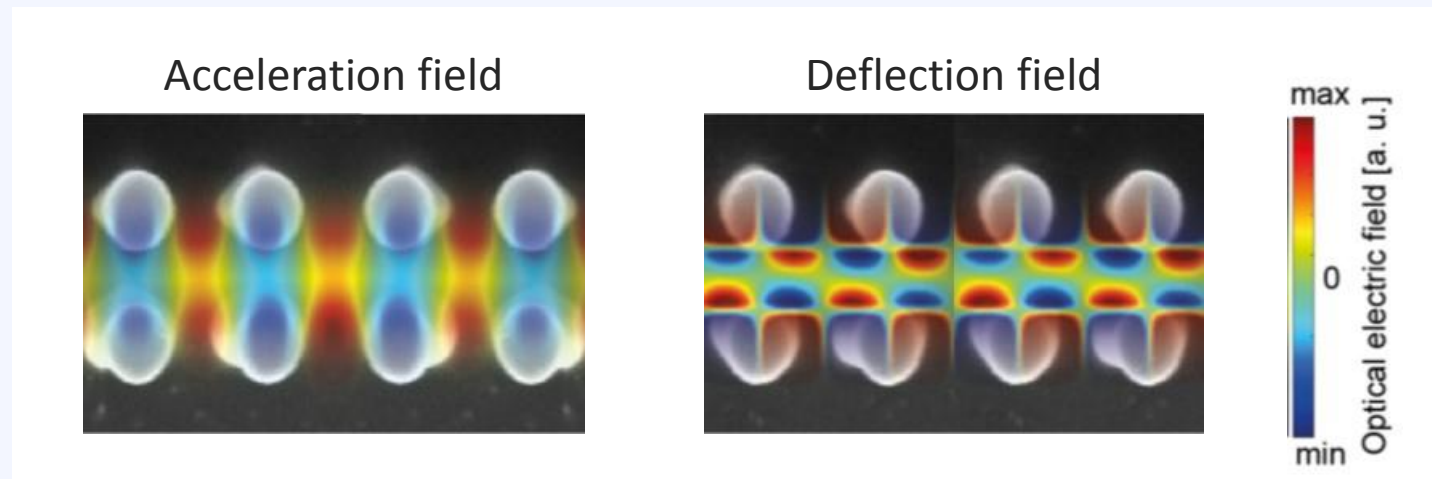 Acceleration field
Deflection field
max
0
min
Optical electric field [a. u.]